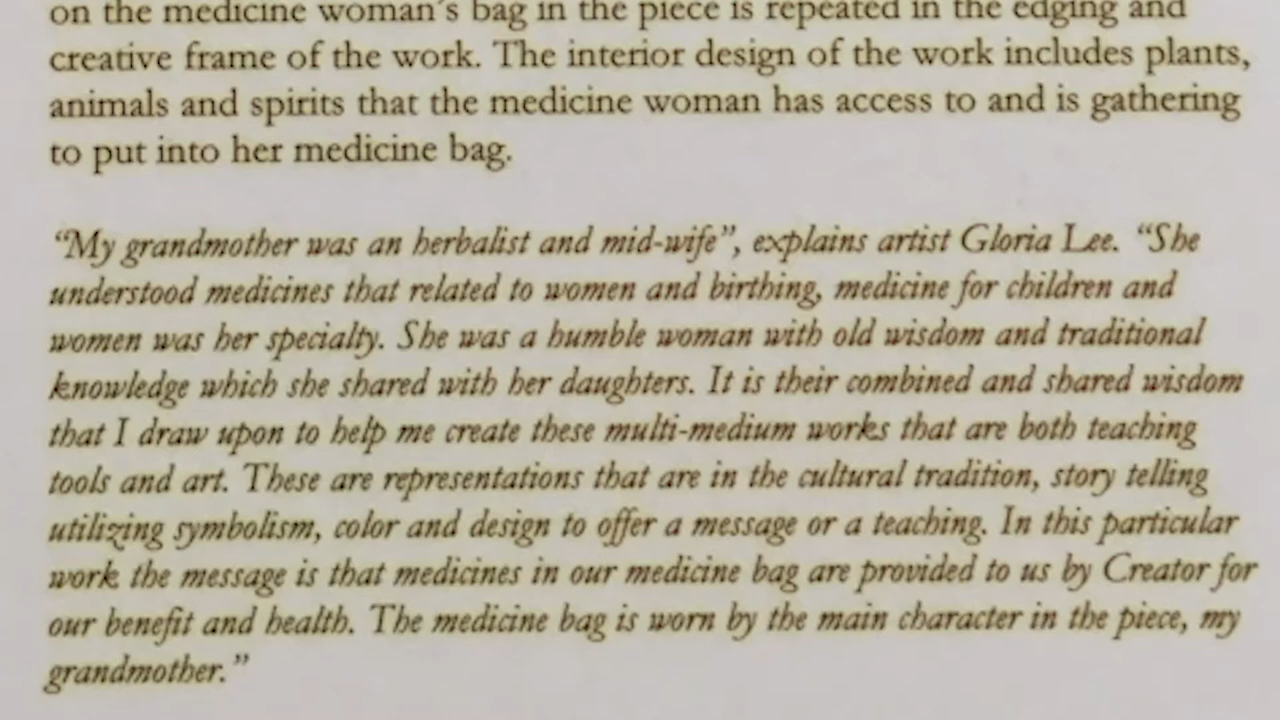 on the medicine woman's bag in the piece is repeated in the edging and
creative frame of the work. The interior design of the work includes plants,
animals and spirits that the medicine woman has access to and is gathering
to put into her medicine bag.
“My grandmother was an herbalist and mid-wife”, explains artist Gloria Lee. “She
understood medicines that related to women and birthing, medicine for children and
women was her specialty. She was a humble woman with old wisdom and traditional
knowledge which she shared with her daughters. It is their combined and shared wisdom
that I draw upon to help me create these multi-medium works that are both teaching
tools and art. These are representations that are in the cultural tradition, story telling
utilizing symbolism, color and design to offer a message or a teaching. In this particular
work the message is that medicines in our medicine bag are provided to us by Creator for
our benefit and health. The medicine bag is worn by the main character in the piece, my
grandmother.”